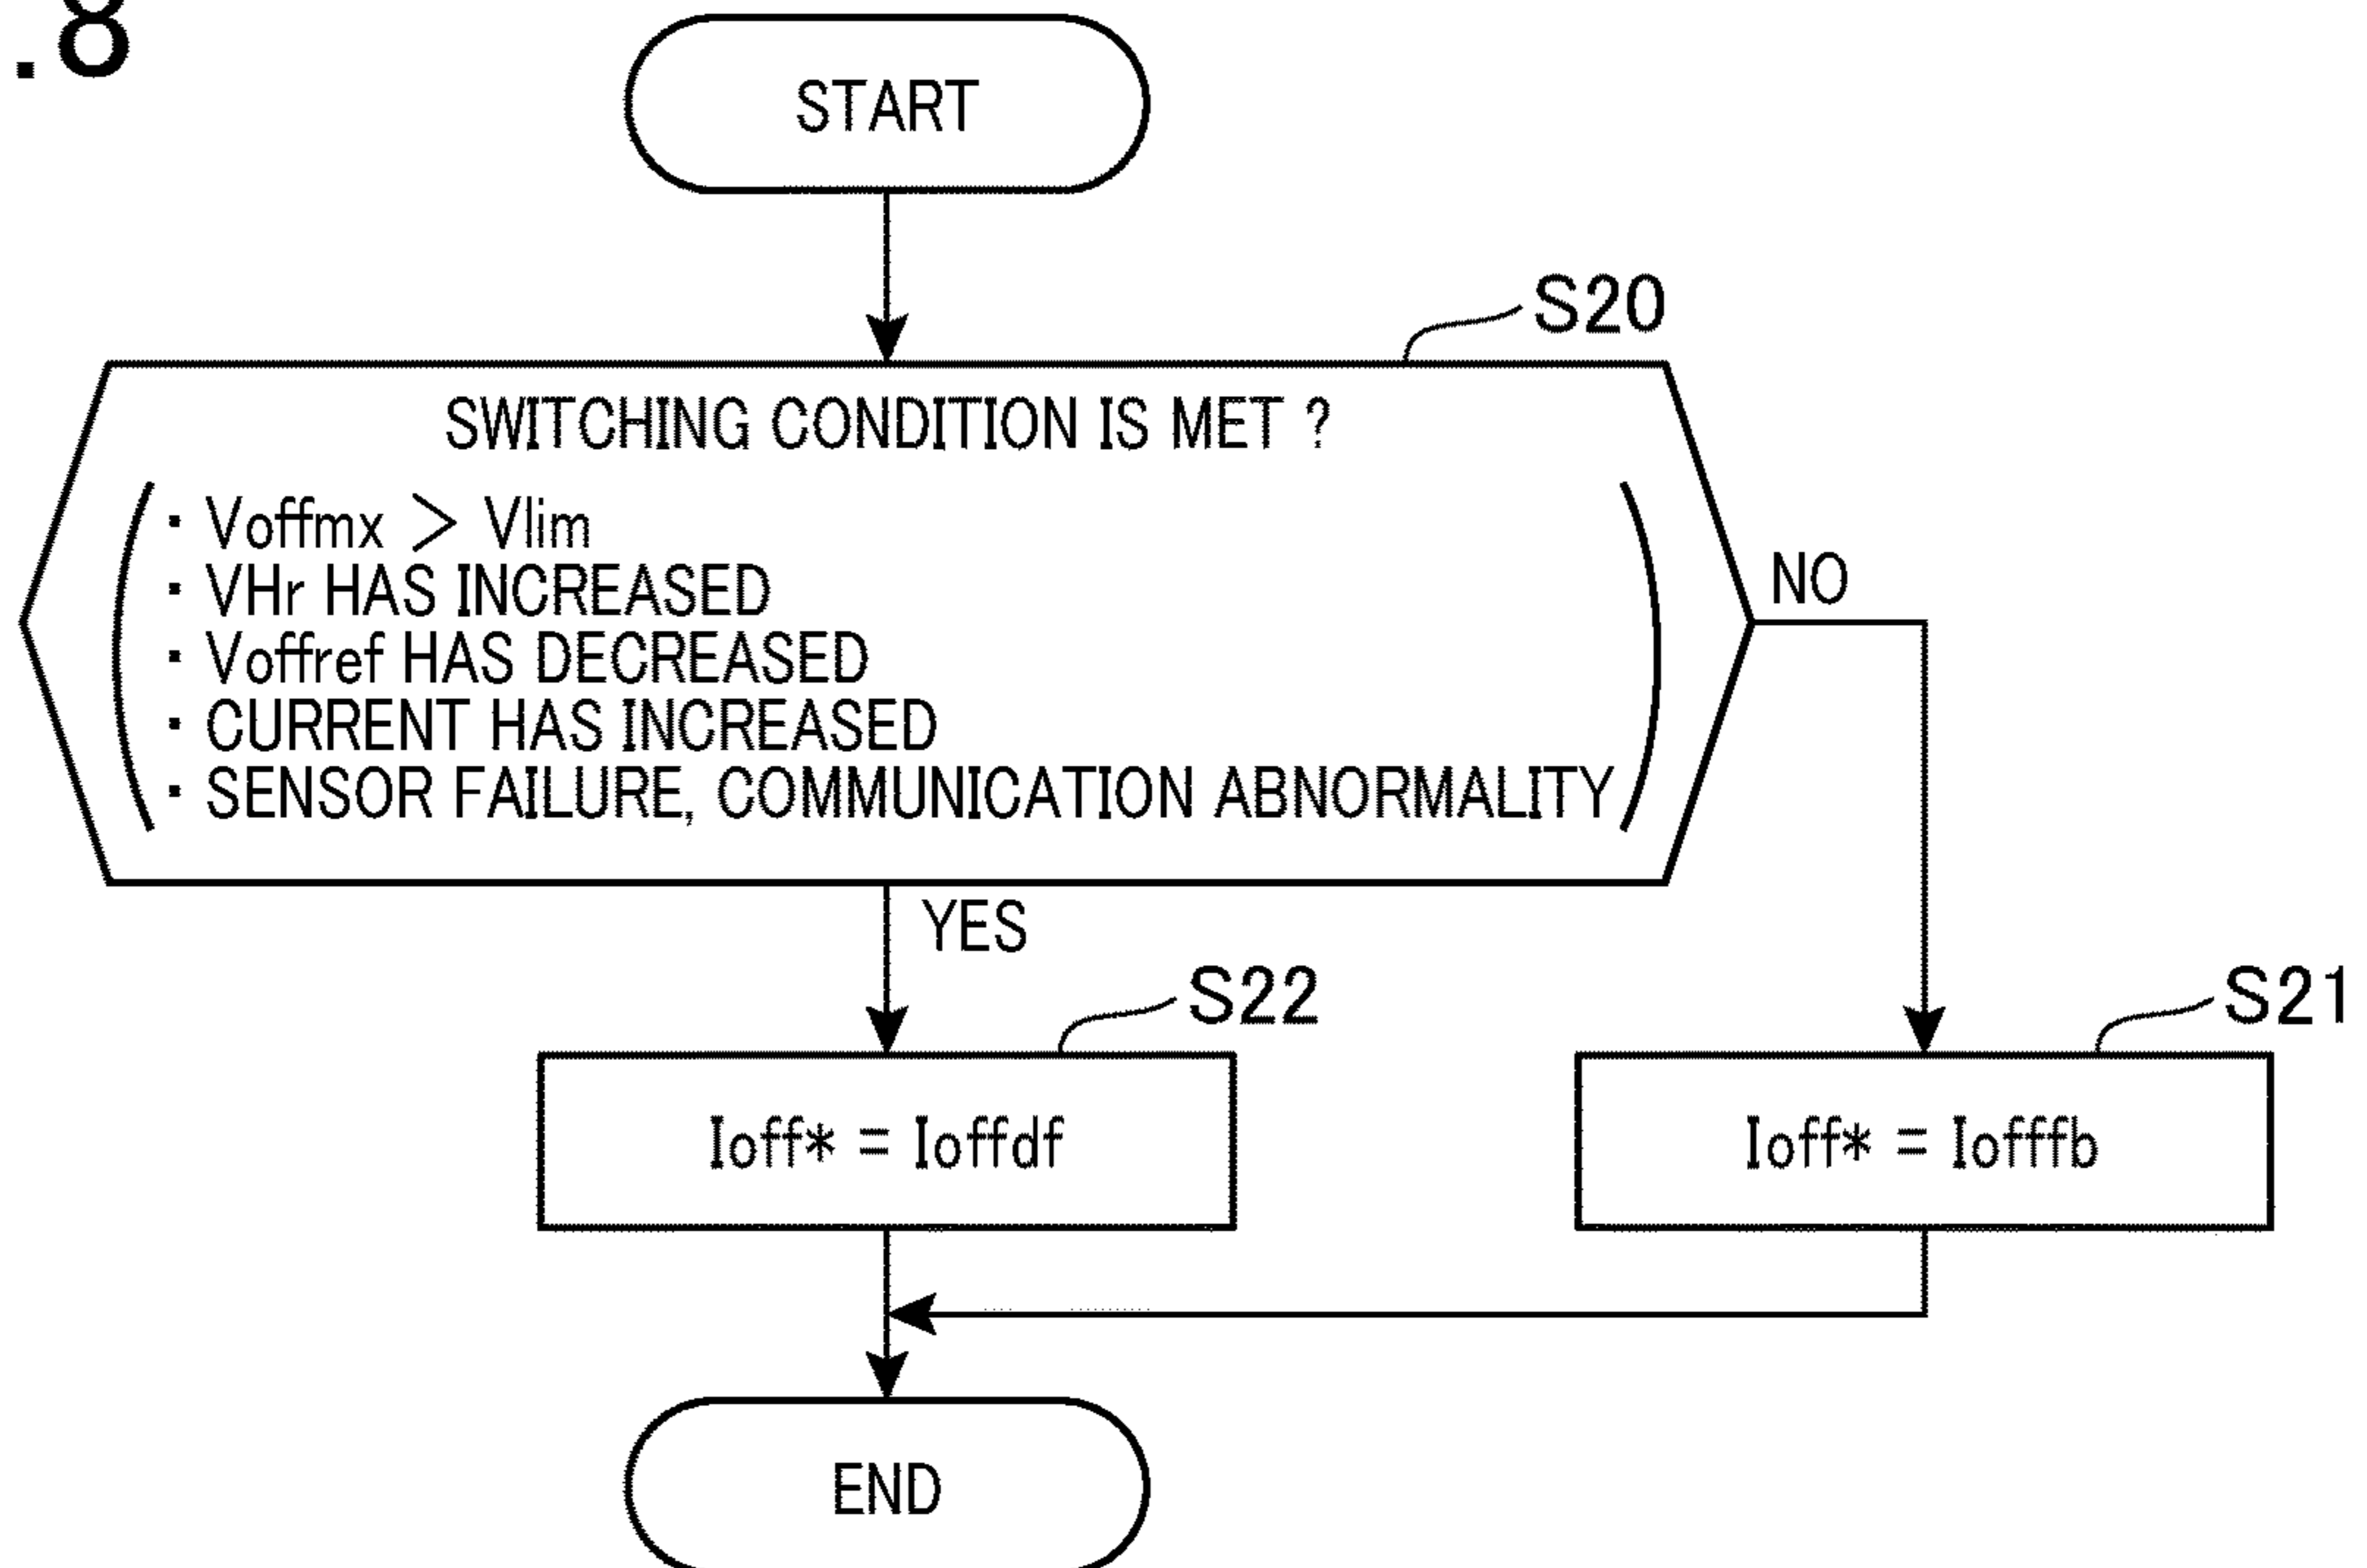 .8
START
S20
SWITCHING CONDITION IS MET ?
・ Voffmx > Vlim
・ VHr HAS INCREASED
NO
・ Voffref HAS DECREASED
・ CURRENT HAS INCREASED
・ SENSOR FAILURE, COMMUNICATION ABNORMALITY
YES
S22
S21
Ioff* = Ioffdf
Ioff* = Iofffb
END